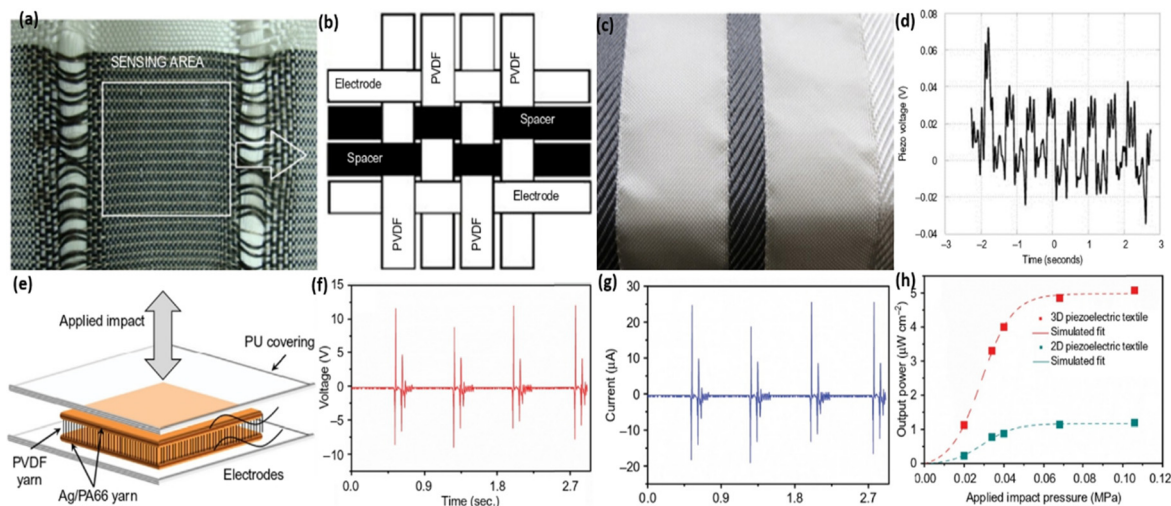 (a)
SENSING AREA
(b)
PVDF
PVDF
Electrode
Spacer
Spacer
Electrode
PVDF
PVDF
(c)
(d)
Piezo voltage (V)
0.08
0.06
0.04
0.02
0
–0.02
–0.04
–3 –2 –1 0 1 2 3
Time (seconds)
(e)
Applied impact
PU covering
PVDF
yarn
Ag/PA66 yarn
Electrodes
(f)
Voltage (V)
15
10
5
0
–5
–10
0.0 0.9 1.8 2.7
Time (sec.)
(g)
Current (µA)
30
20
10
0
–10
–20
0.0 0.9 1.8 2.7
(h)
Output power (µW cm⁻²)
6
5
4
3
2
1
0
3D piezoelectric textile
Simulated fit
2D piezoelectric textile
Simulated fit
0.00 0.02 0.04 0.06 0.08 0.10 0.12
Applied impact pressure (MPa)